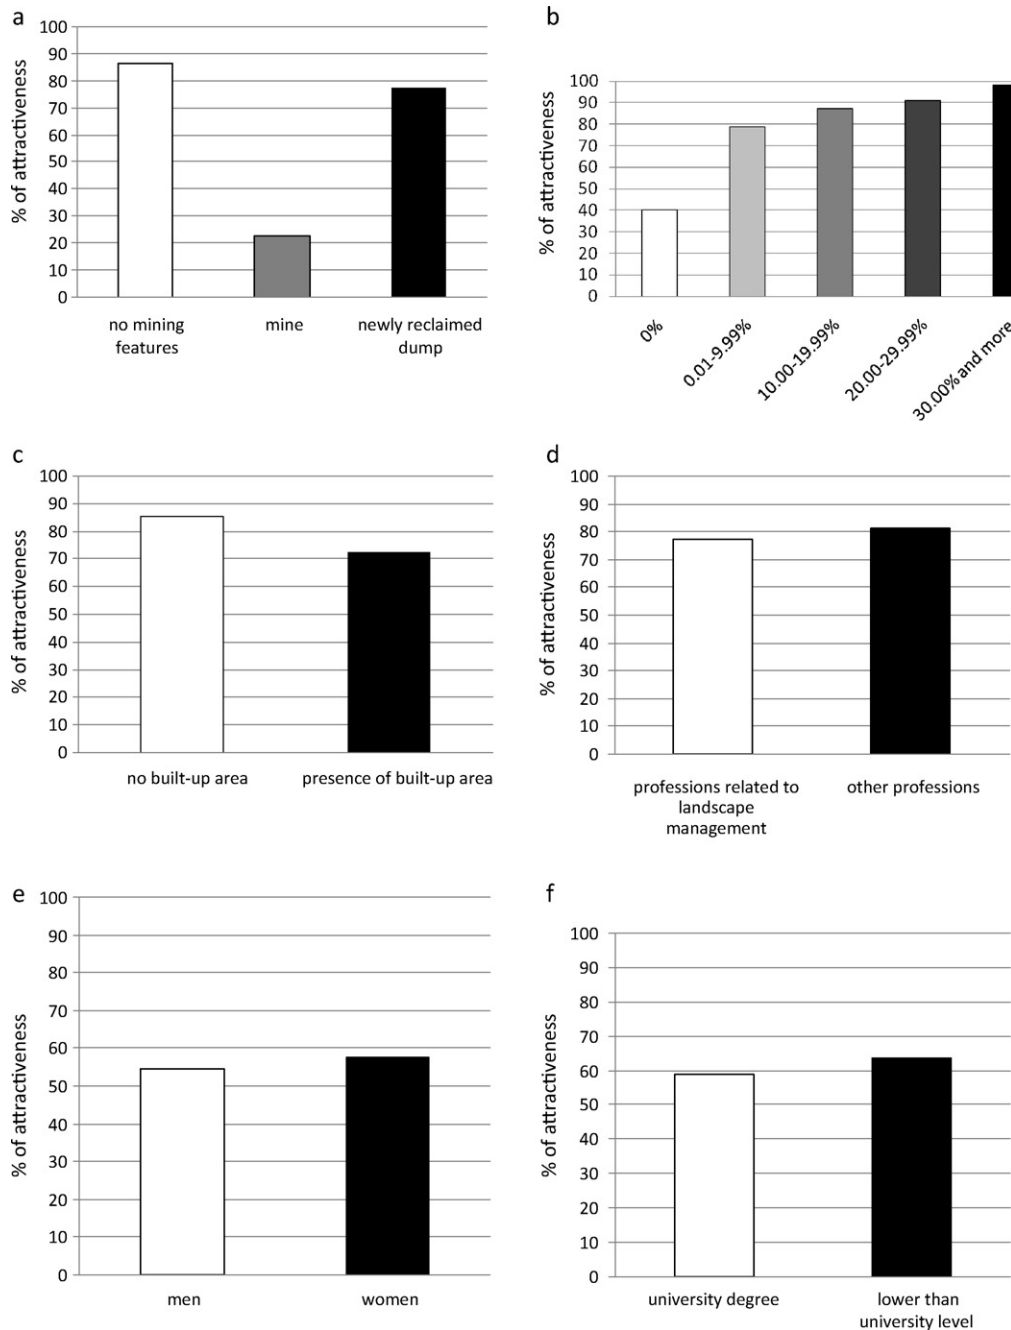 a
% of attractiveness
100
90
80
70
60
50
40
30
20
10
0
no mining
features
mine
newly reclaimed
dump
b
% of attractiveness
100
90
80
70
60
50
40
30
20
10
0
0%
0.01-9.99%
10.00-19.99%
20.00-29.99%
30.00% and more
c
% of attractiveness
100
90
80
70
60
50
40
30
20
10
0
no built-up area
presence of built-up area
d
% of attractiveness
100
90
80
70
60
50
40
30
20
10
0
professions related to
landscape
management
other professions
e
% of attractiveness
100
90
80
70
60
50
40
30
20
10
0
men
women
f
% of attractiveness
100
90
80
70
60
50
40
30
20
10
0
university degree
lower than
university level